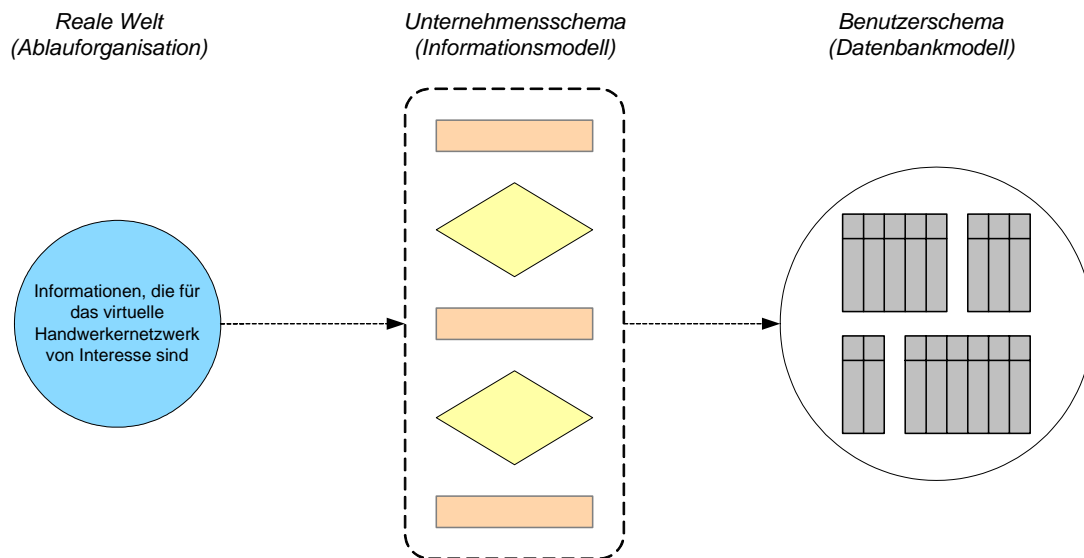 Reale Welt
(Ablauforganisation)
Unternehmensschema
(Informationsmodell)
Benutzerschema
(Datenbankmodell)
Informationen, die für
das virtuelle
Handwerkernetzwerk
von Interesse sind